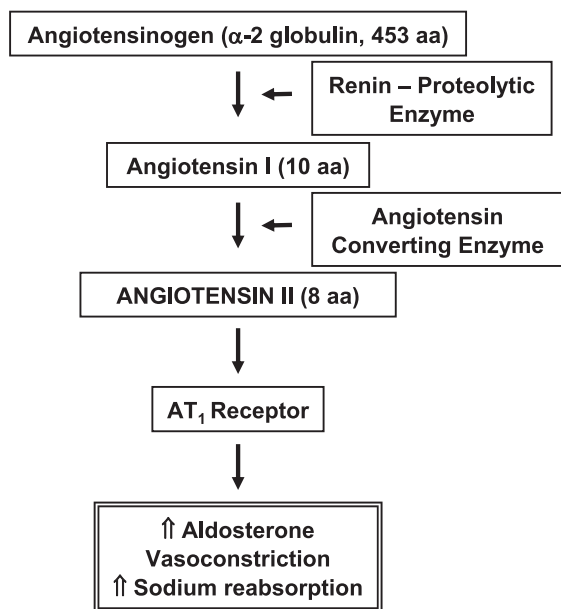 Angiotensinogen (α-2 globulin, 453 aa)
Renin – Proteolytic
Enzyme
Angiotensin I (10 aa)
Angiotensin
Converting Enzyme
ANGIOTENSIN II (8 aa)
AT₁ Receptor
⇑ Aldosterone
Vasoconstriction
⇑ Sodium reabsorption